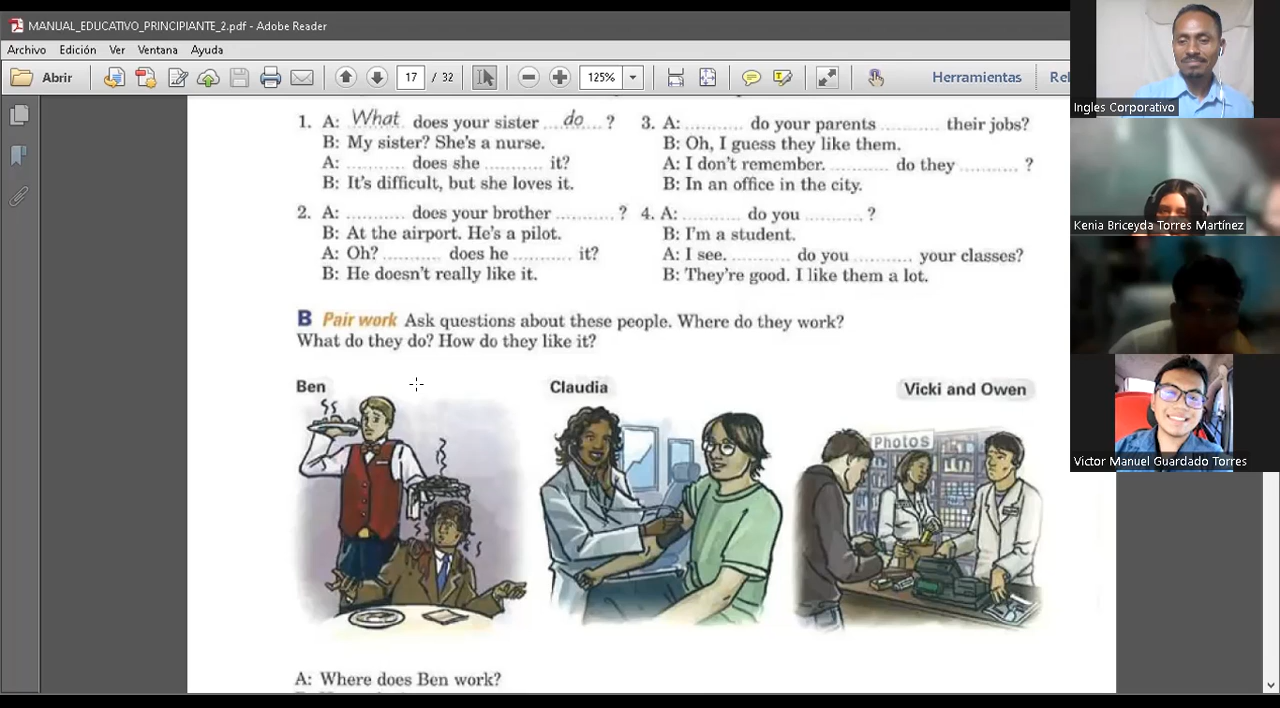 MANUAL_EDUCATIVO_PRINCIPIANTE_2.pdf - Adobe Reader
Archivo Edición Ver Ventana Ayuda
Abrir 17 / 32 125% Herramientas Rel
1. A: What does your sister do ?
B: My sister? She's a nurse.
A: .......... does she .......... it?
B: It's difficult, but she loves it.
2. A: .......... does your brother .......... ?
B: At the airport. He's a pilot.
A: Oh? .......... does he .......... it?
B: He doesn't really like it.
3. A: .......... do your parents .......... their jobs?
B: Oh, I guess they like them.
A: I don't remember. .......... do they .......... ?
B: In an office in the city.
4. A: .......... do you .......... ?
B: I'm a student.
A: I see. .......... do you .......... your classes?
B: They're good. I like them a lot.
B Pair work Ask questions about these people. Where do they work?
What do they do? How do they like it?
Ben
Claudia
Vicki and Owen
Photos
A: Where does Ben work?
Ingles Corporativo
Kenia Briceyda Torres Martínez
Victor Manuel Guardado Torres